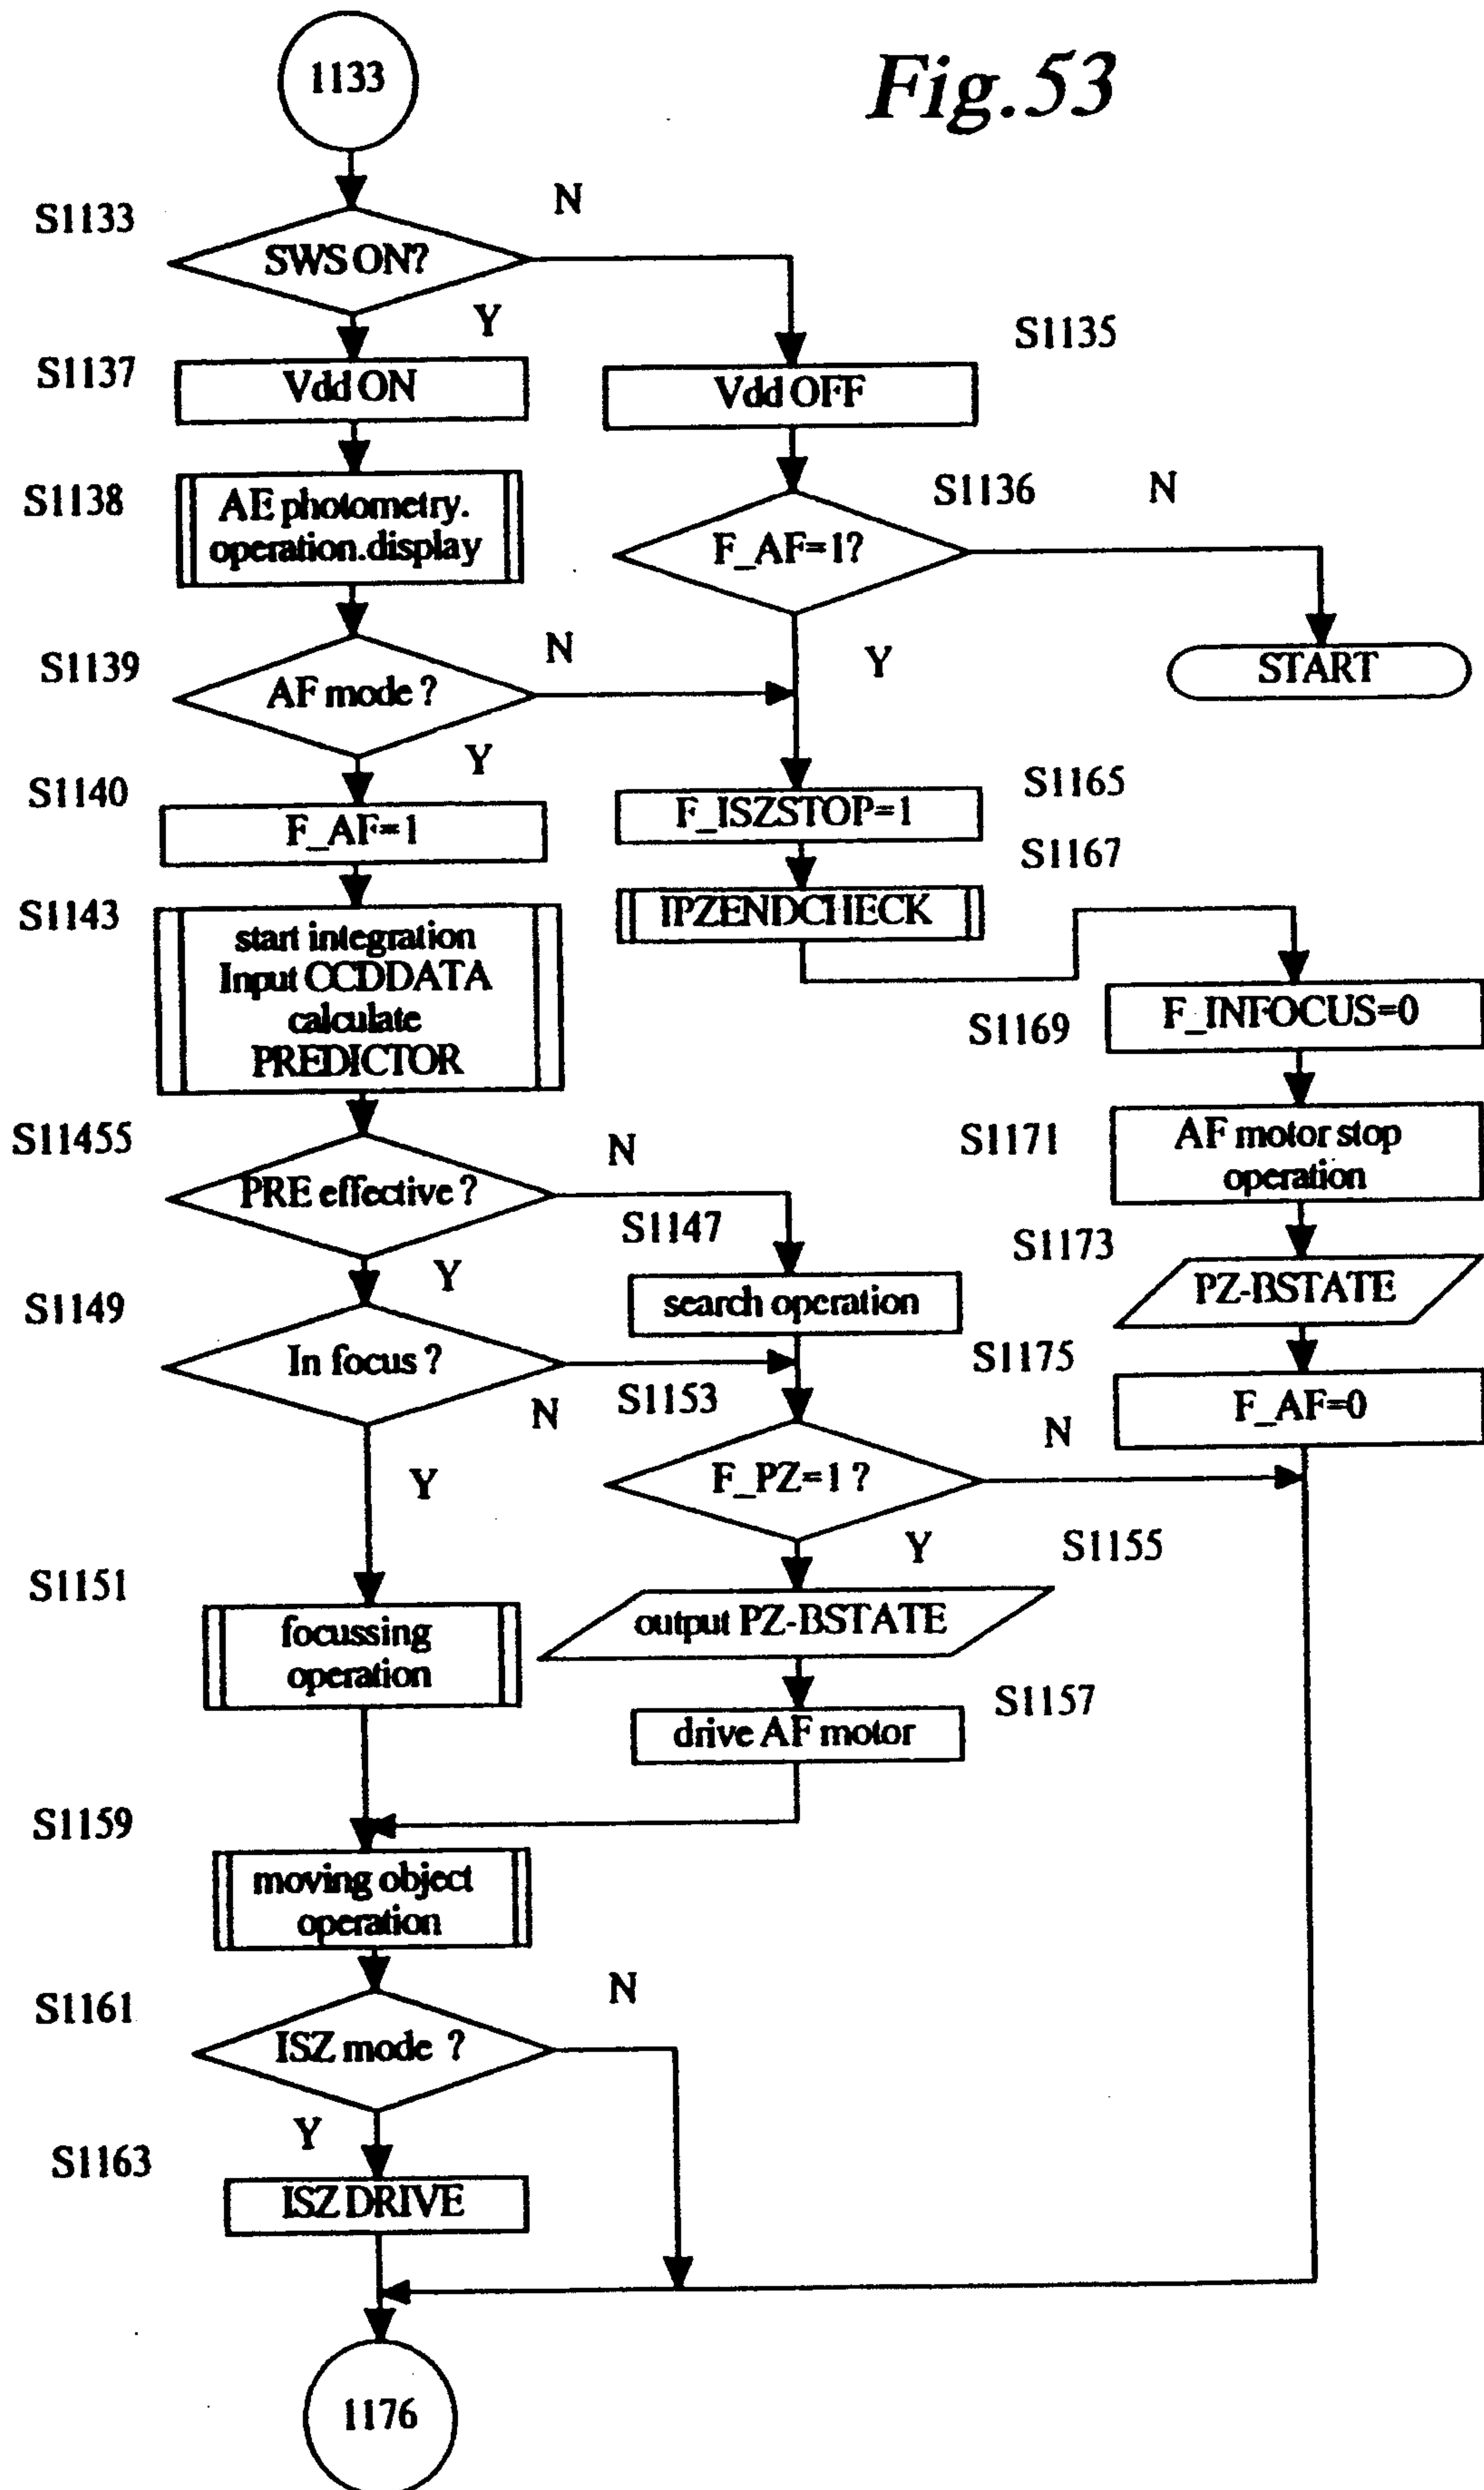 Fig.53
1133
S1133
SWS ON?
N
Y
S1137
Vdd ON
S1135
Vdd OFF
S1138
AE photometry.
operation.display
S1136
F_AF=1?
N
Y
START
S1139
AF mode ?
N
Y
S1140
F_AF=1
S1165
F_ISZSTOP=1
S1167
IPZENDCHECK
S1143
start integration
Input CCDDATA
calculate
PREDICTOR
S1169
F_INFOCUS=0
S1171
AF motor stop
operation
S11455
PRE effective ?
N
Y
S1147
search operation
S1173
PZ-BSTATE
S1149
In focus ?
N
Y
S1175
F_AF=0
S1153
F_PZ=1 ?
N
Y
S1155
output PZ-BSTATE
S1151
focussing
operation
S1157
drive AF motor
S1159
moving object
operation
S1161
ISZ mode ?
N
Y
S1163
ISZ DRIVE
1176